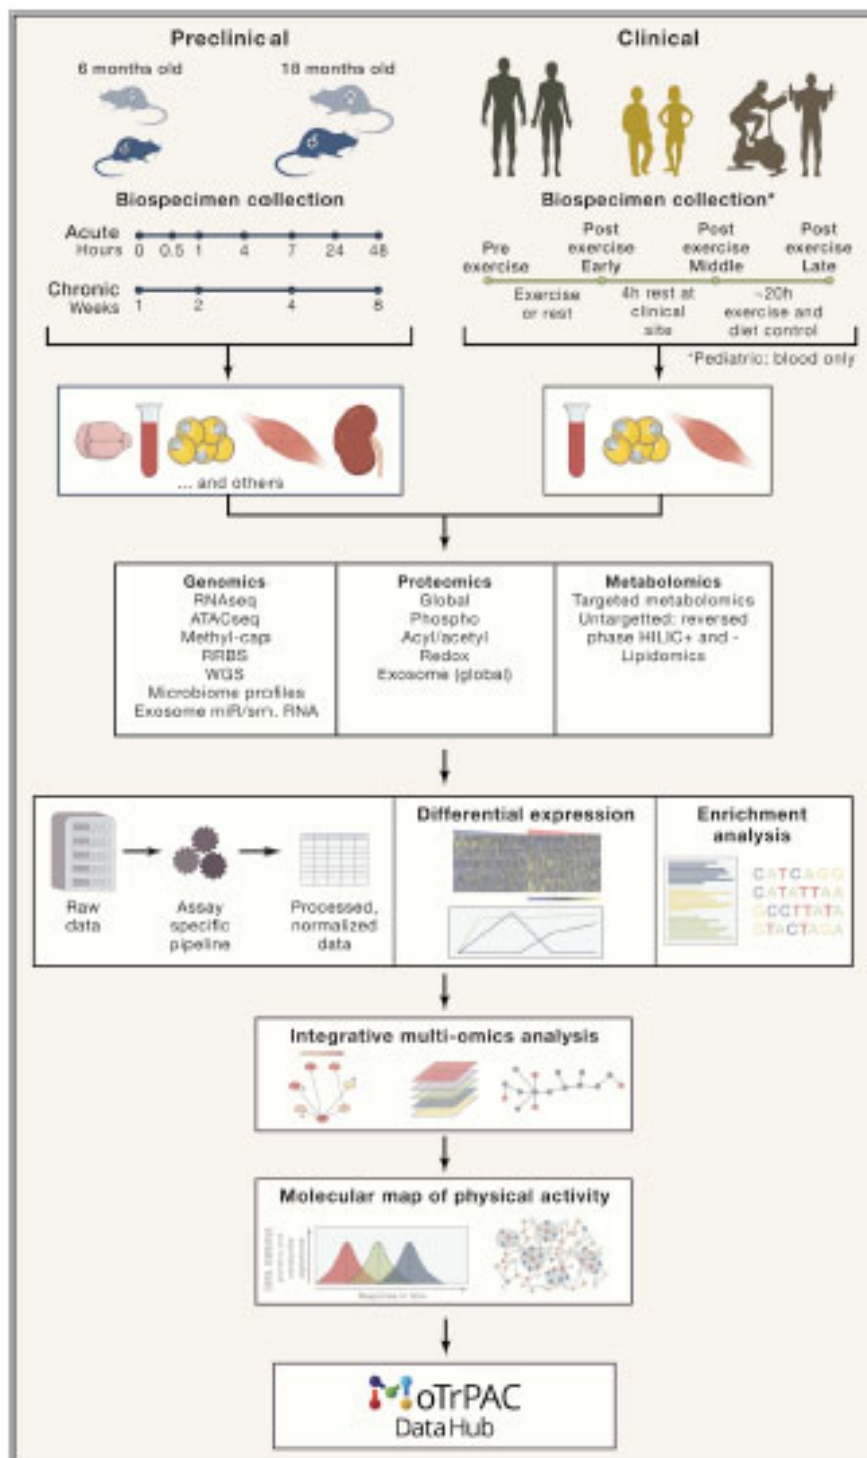 Preclinical
6 months old
18 months old
Biospecimen collection
Acute
Hours
0 0.5 1 4 7 24 48
Chronic
Weeks
1 2 4 8
Clinical
Biospecimen collection*
Pre
exercise
Post
exercise
Early
Post
exercise
Middle
Post
exercise
Late
Exercise
or rest
4h rest at
clinical
site
~20h
exercise and
diet control
*Pediatric: blood only
... and others
Genomics
RNAseq
ATACseq
Methyl-cap
RRBS
WGS
Microbiome profiles
Exosome miR/sm. RNA
Proteomics
Global
Phospho
Acyl/acetyl
Redox
Exosome (global)
Metabolomics
Targeted metabolomics
Untargetted: reversed
phase HILIC+ and -
Lipidomics
Raw
data
Assay
specific
pipeline
Processed,
normalized
data
Differential expression
Enrichment
analysis
CATCAGG
CATATTAA
GCCTTATA
GTACTAGA
Integrative multi-omics analysis
Molecular map of physical activity
Response in time
MoTrPAC
DataHub